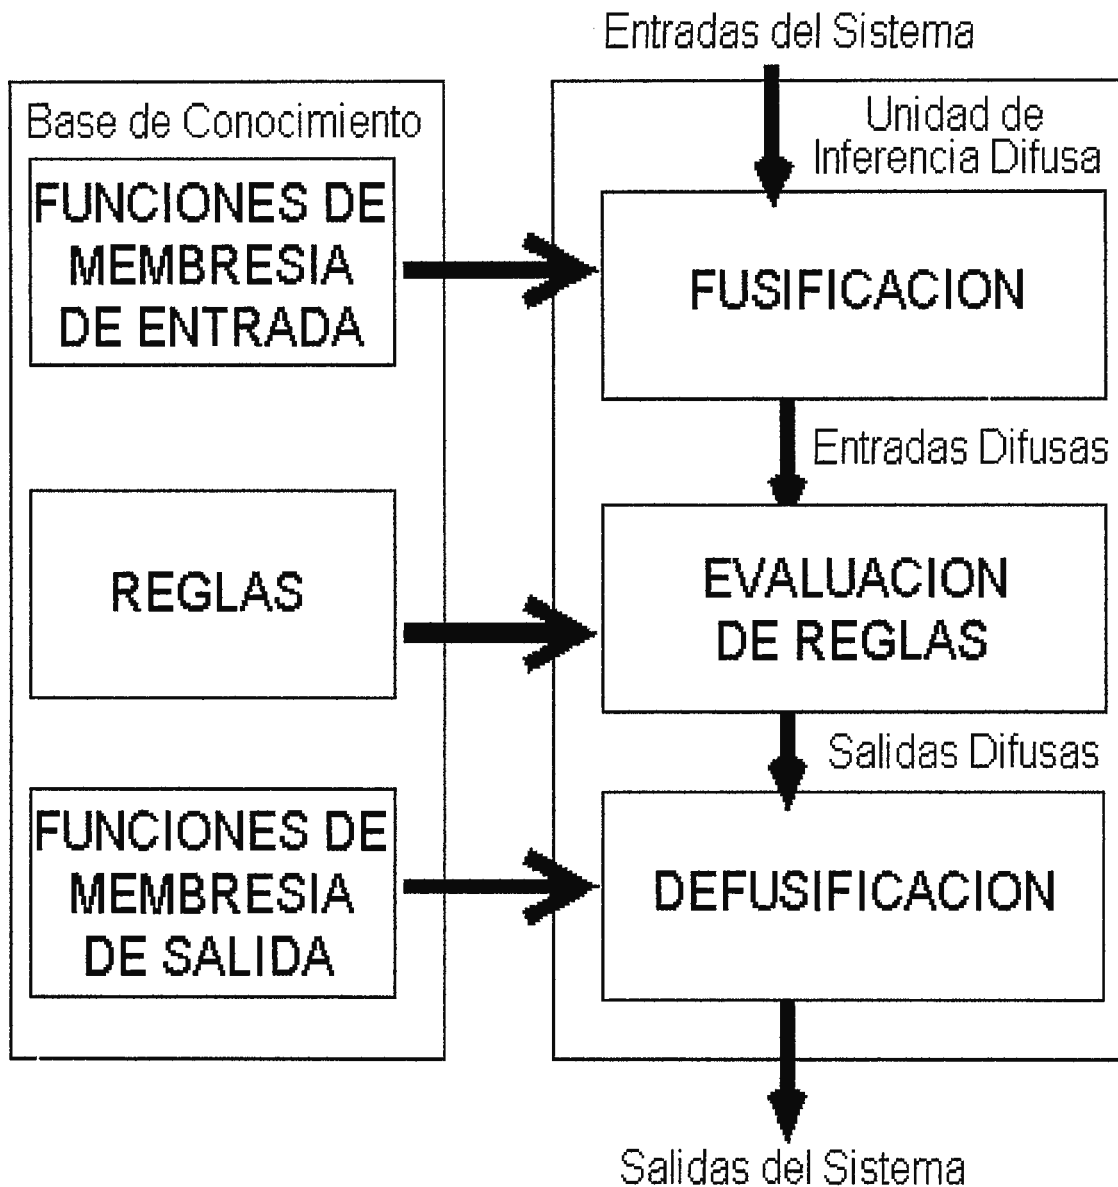 Entradas del Sistema
Base de Conocimiento
FUNCIONES DE
MEMBRESIA
DE ENTRADA
REGLAS
FUNCIONES DE
MEMBRESIA
DE SALIDA
Unidad de
Inferencia Difusa
FUSIFICACION
Entradas Difusas
EVALUACION
DE REGLAS
Salidas Difusas
DEFUSIFICACION
Salidas del Sistema